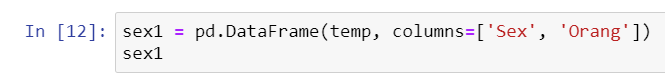 In [12]: sex1 = pd.DataFrame(temp, columns=['Sex', 'Orang'])
sex1